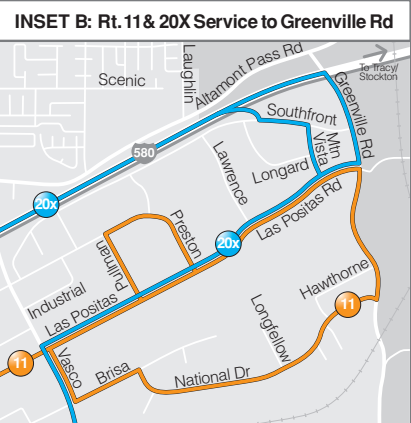 INSET B: Rt. 11 & 20X Service to Greenville Rd
Scenic
Laughlin
Altamont Pass Rd
To Tracy/
Stockton
Greenville Rd
Southfront
580
Mtn
Vista
Longard
Lawrence
20x
Las Positas Rd
Preston
20x
Pullman
Hawthorne
Industrial
Las Positas
11
Longfellow
11
Vasco
Brisa
National Dr